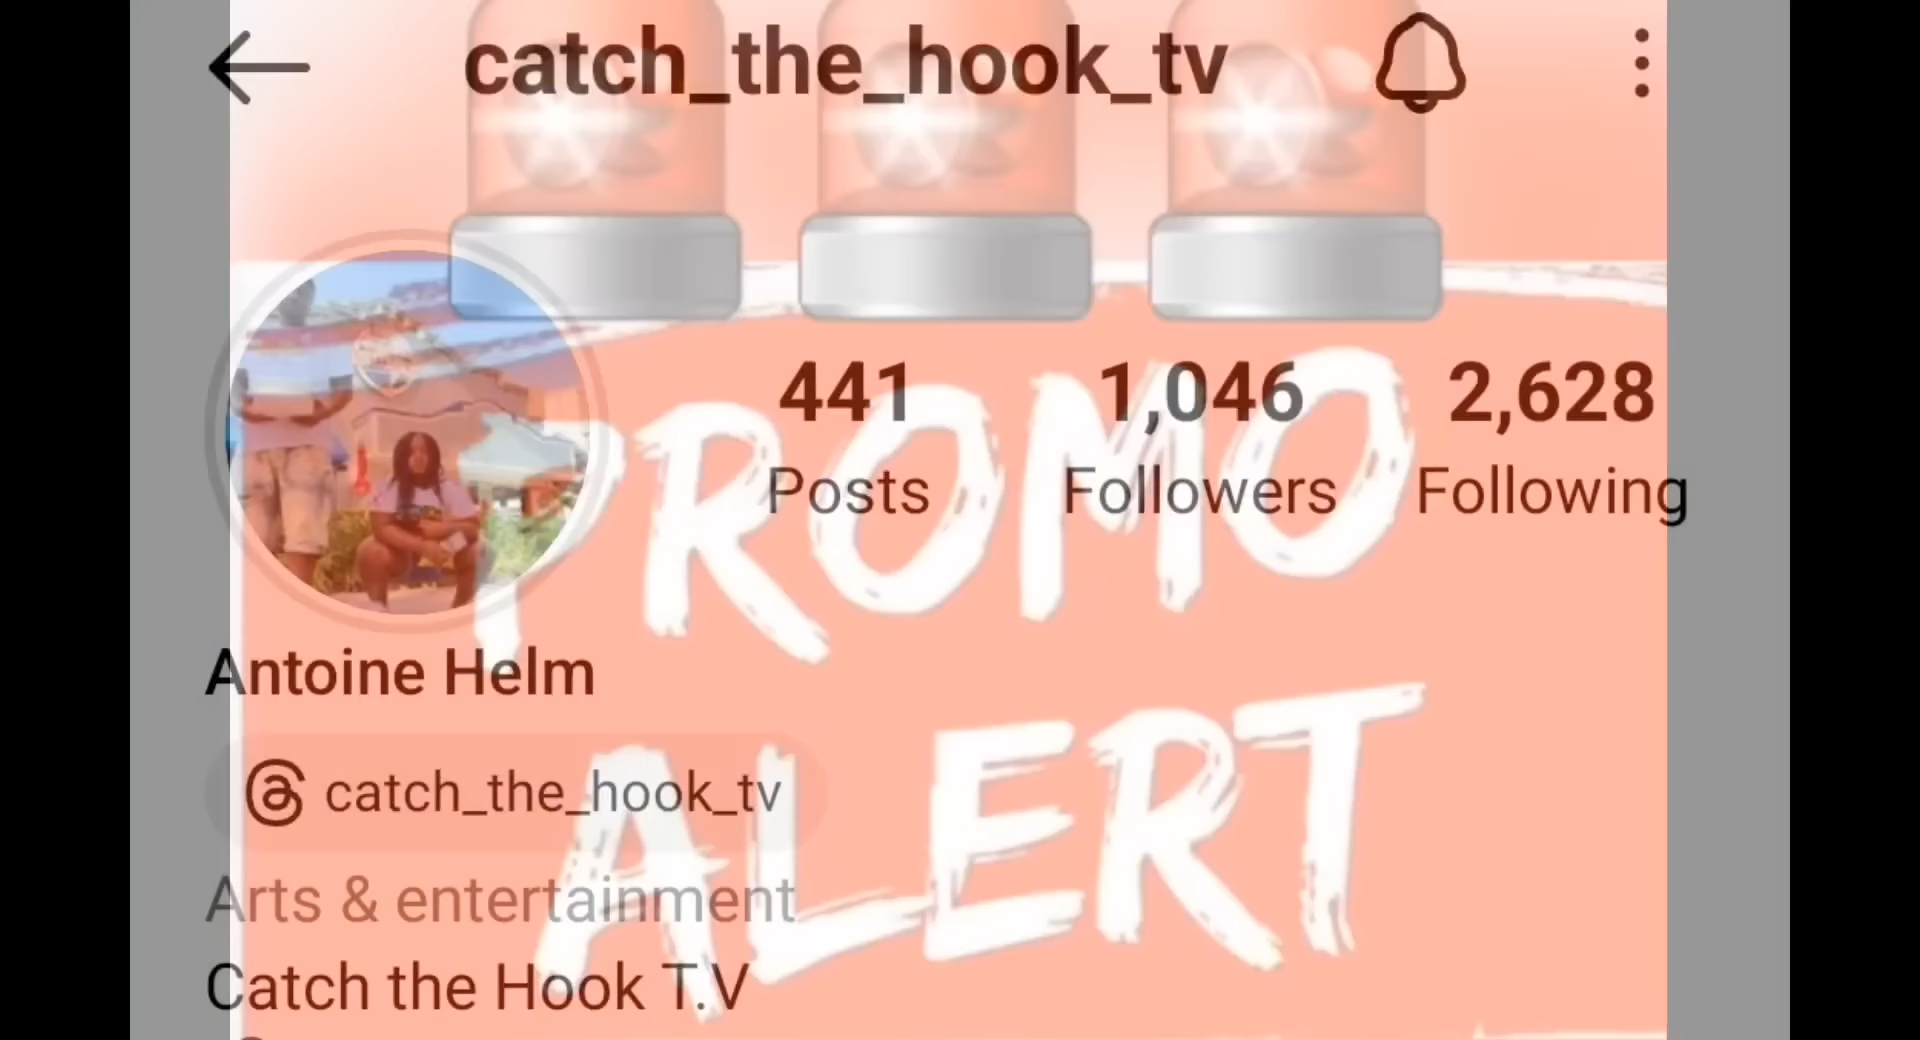 catch_the_hook_tv
441 1,046 2,628
Posts Followers Following
PROMO
Antoine Helm
catch_the_hook_tv
ALERT
Arts & entertainment
Catch the Hook T.V